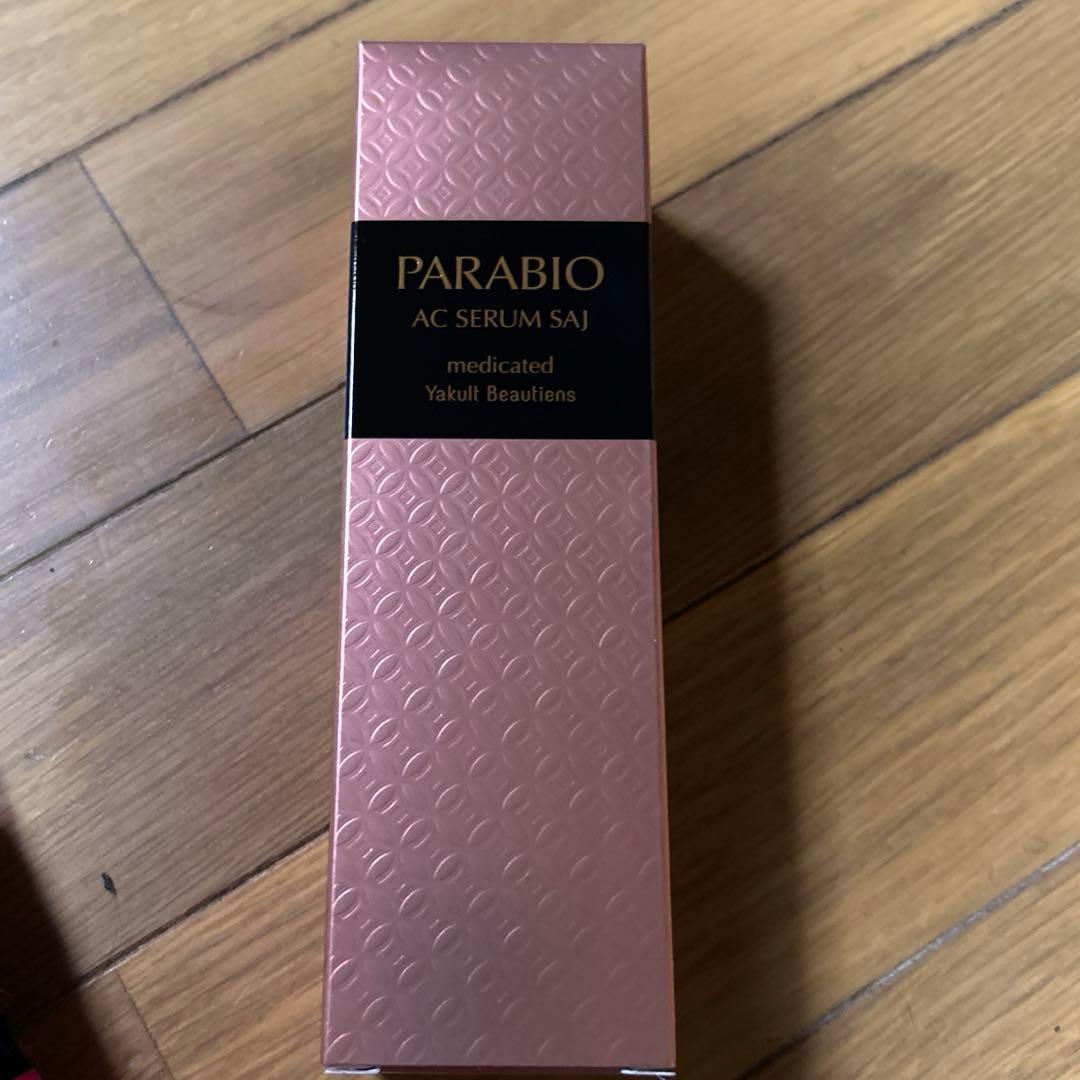 PARABIO
AC SERUM SAJ
medicated
Yakult Beautiens